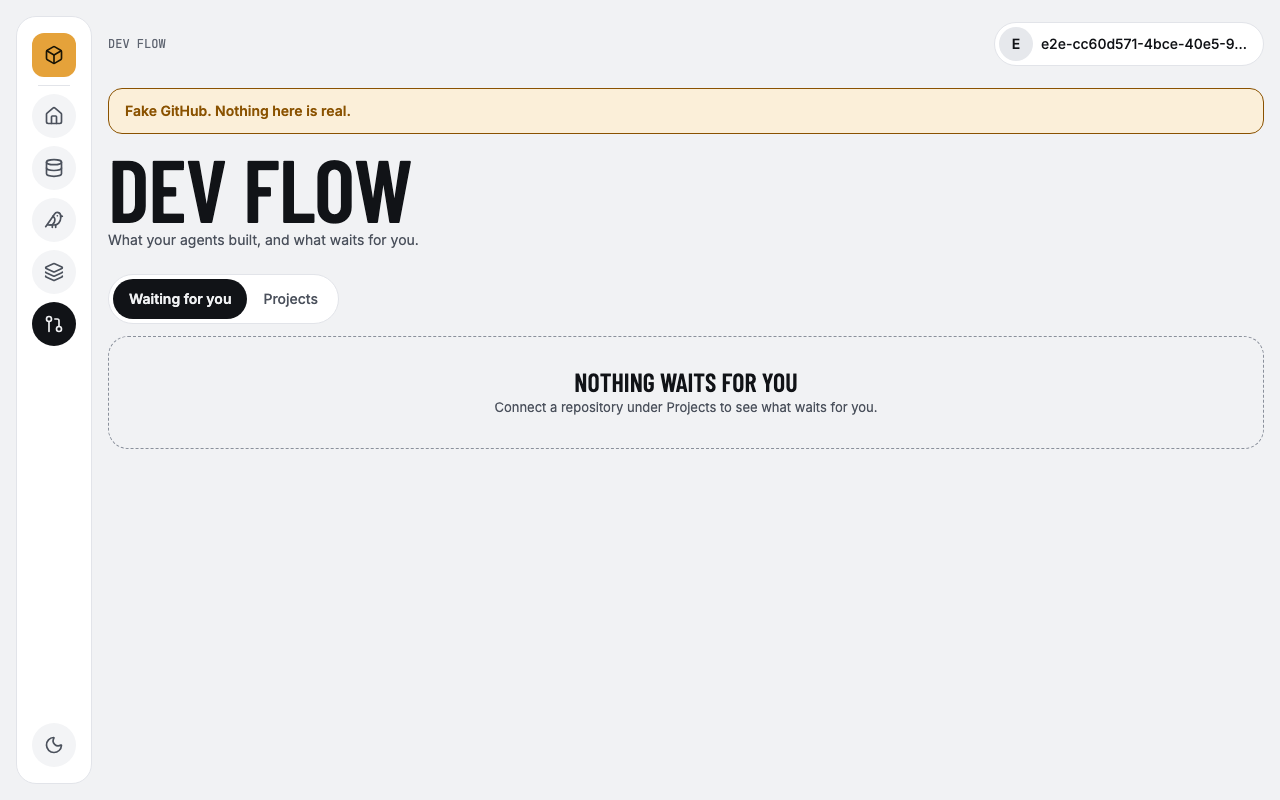 DEV FLOW
E
e2e-cc60d571-4bce-40e5-9...
Fake GitHub. Nothing here is real.
DEV FLOW
What your agents built, and what waits for you.
Waiting for you
Projects
NOTHING WAITS FOR YOU
Connect a repository under Projects to see what waits for you.